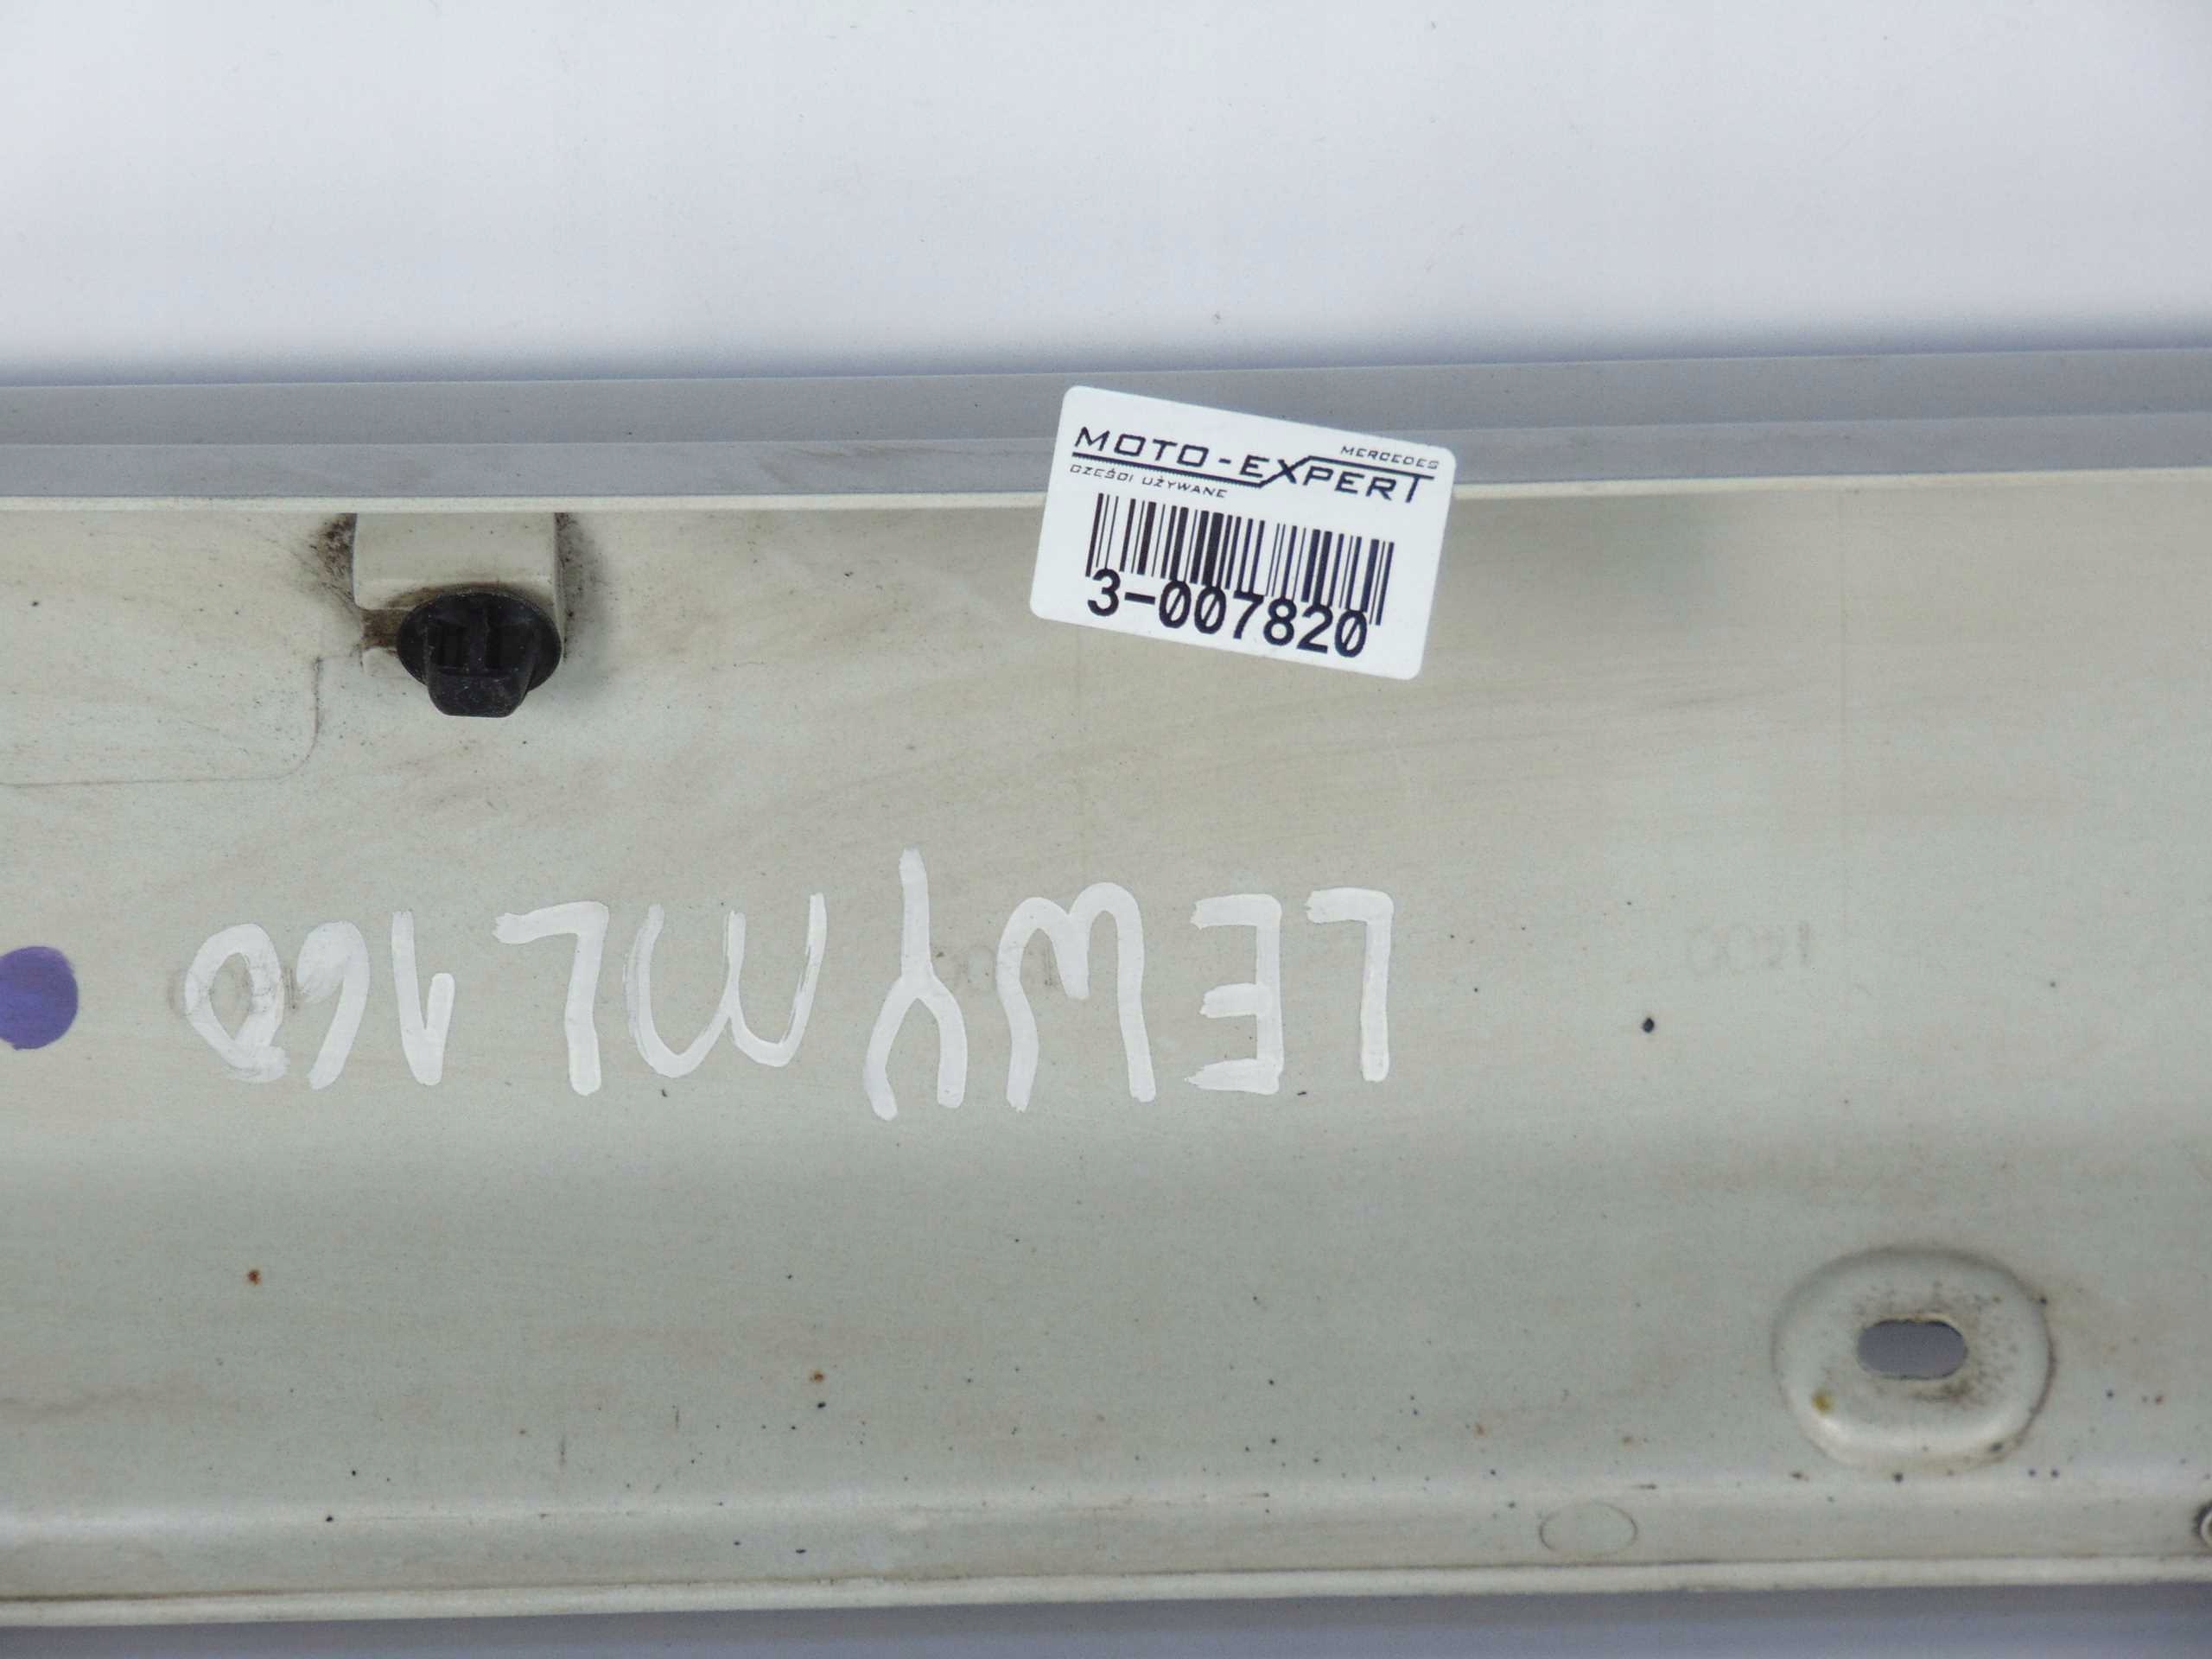 MERCEDES
MOTO-EXPERT
CZĘŚCI UŻYWANE
3-007820
LEWY ML 160